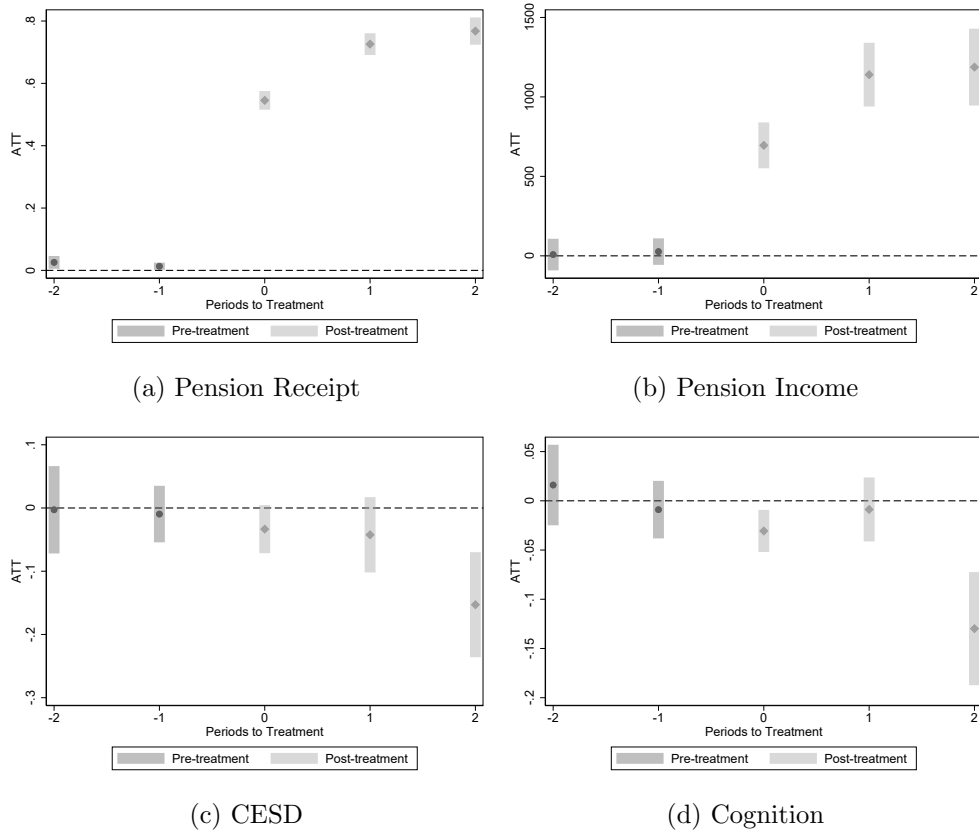 .8
.6
.4
.2
0
ATT
-2 -1 0 1 2
Periods to Treatment
Pre-treatment Post-treatment
(a) Pension Receipt
1500
1000
500
0
ATT
-2 -1 0 1 2
Periods to Treatment
Pre-treatment Post-treatment
(b) Pension Income
.1
0
-.1
-.2
-.3
ATT
-2 -1 0 1 2
Periods to Treatment
Pre-treatment Post-treatment
(c) CESD
.05
0
-.05
-.1
-.15
-.2
ATT
-2 -1 0 1 2
Periods to Treatment
Pre-treatment Post-treatment
(d) Cognition